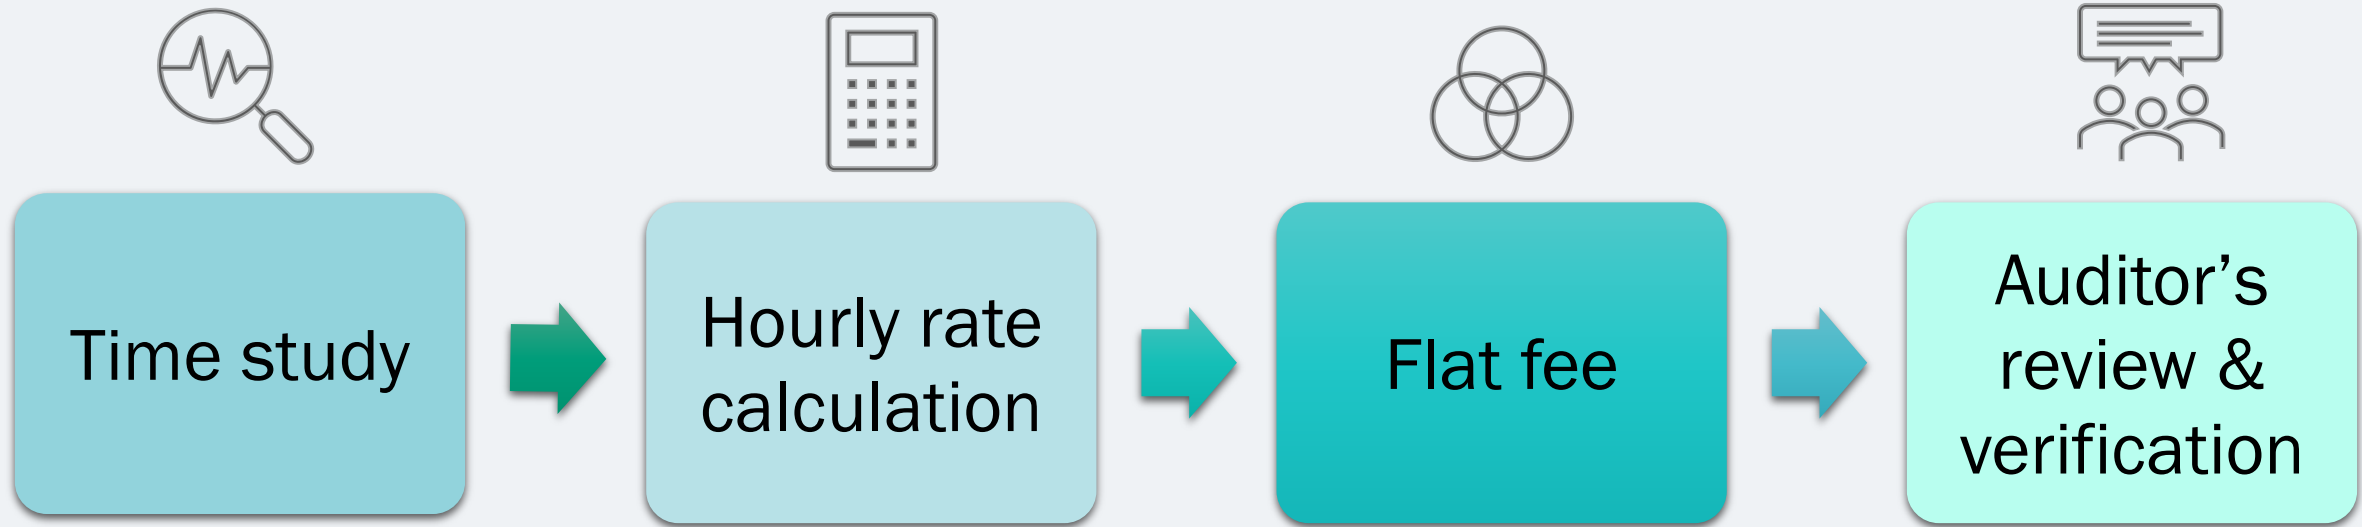 Time study
Hourly rate
calculation
Flat fee
Auditor’s
review &
verification